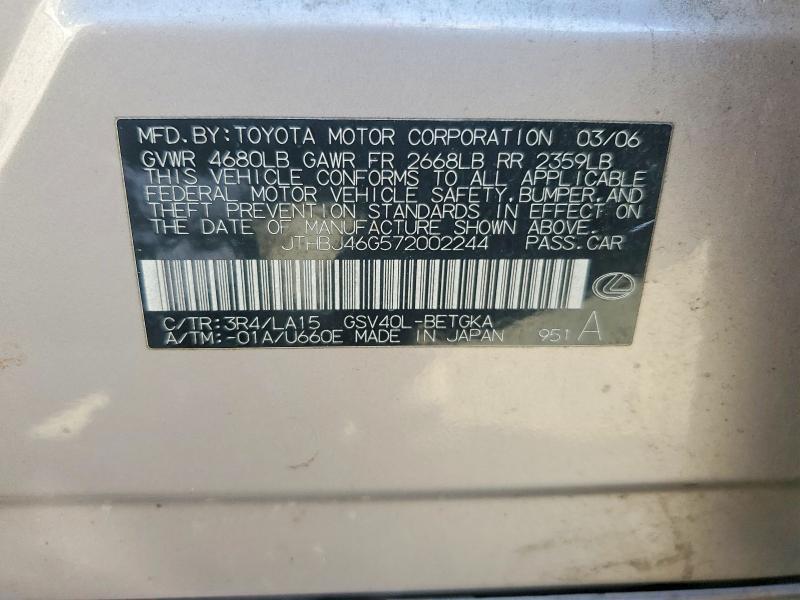 MFD. BY: TOYOTA MOTOR CORPORATION 03/06
GVWR 4680LB GAWR FR 2668LB RR 2359LB
THIS VEHICLE CONFORMS TO ALL APPLICABLE
FEDERAL MOTOR VEHICLE SAFETY, BUMPER, AND
THEFT PREVENTION STANDARDS IN EFFECT ON
THE DATE OF MANUFACTURE SHOWN ABOVE.
JTHBJ46G572002244 PASS. CAR
C/TR: 3R4/LA15 GSV40L-BETGKA
A/TM: -01A/U660E MADE IN JAPAN 951 A